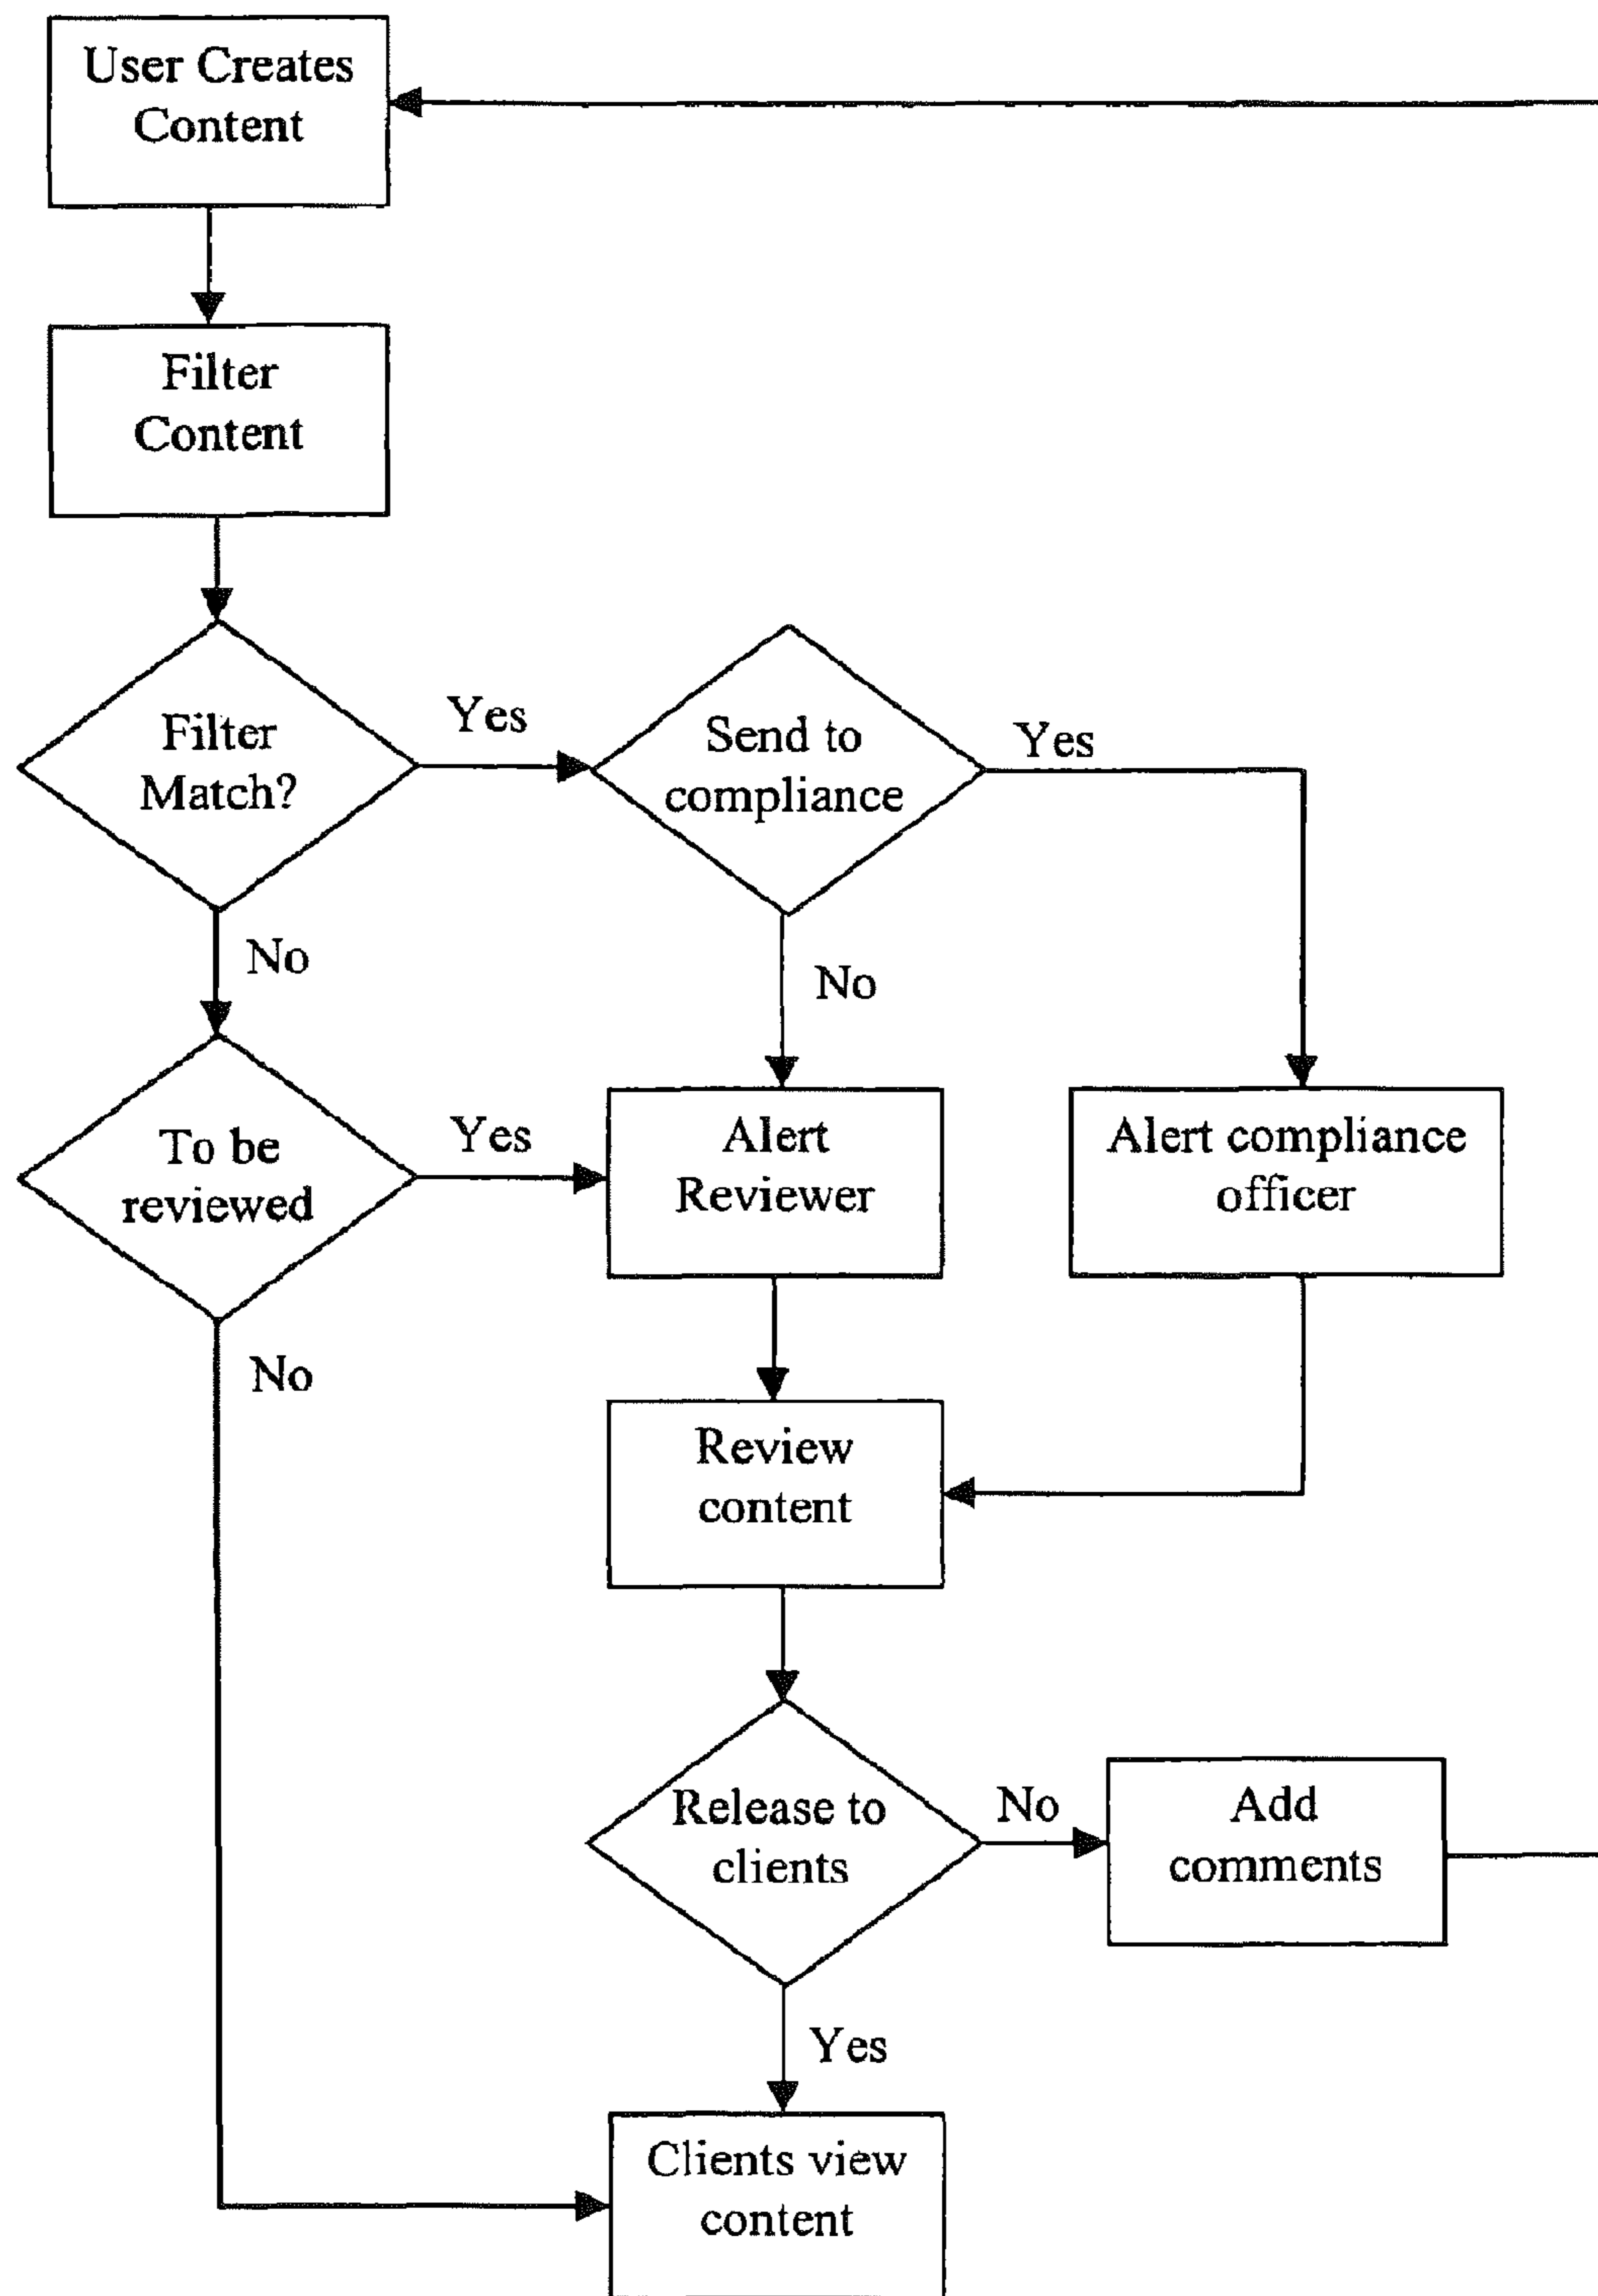 User Creates
Content
Filter
Content
Filter
Match?
Yes
Send to
compliance
Yes
No
No
To be
reviewed
Yes
Alert
Reviewer
Alert compliance
officer
No
Review
content
Release to
clients
No
Add
comments
Yes
Clients view
content